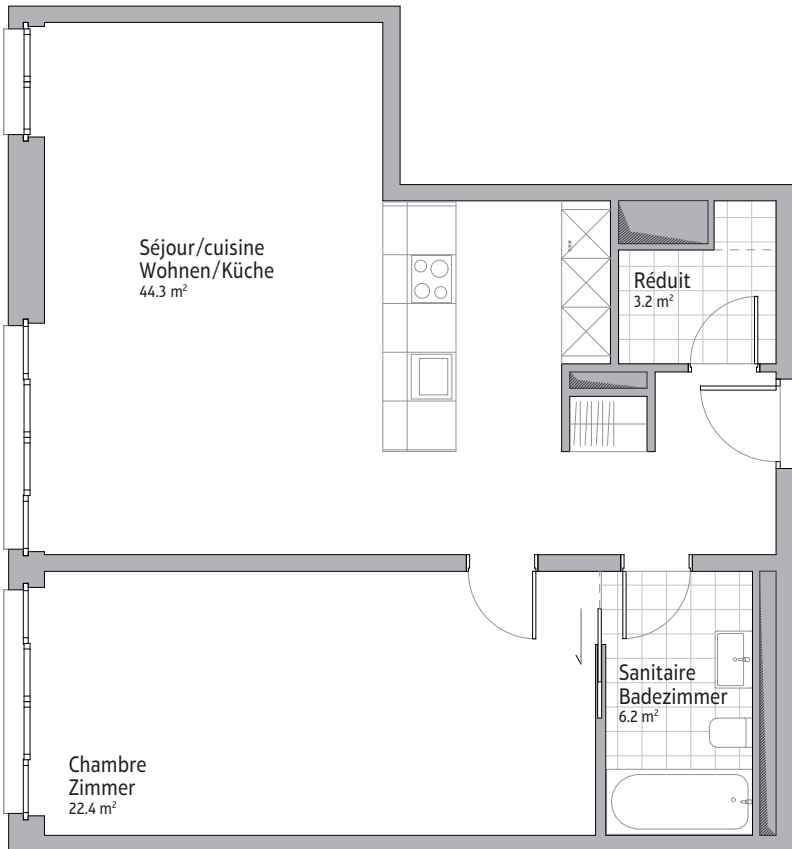 Séjour/cuisine
Wohnen/Küche
44.3 m²
Réduit
3.2 m²
Sanitaire
Badezimmer
6.2 m²
Chambre
Zimmer
22.4 m²